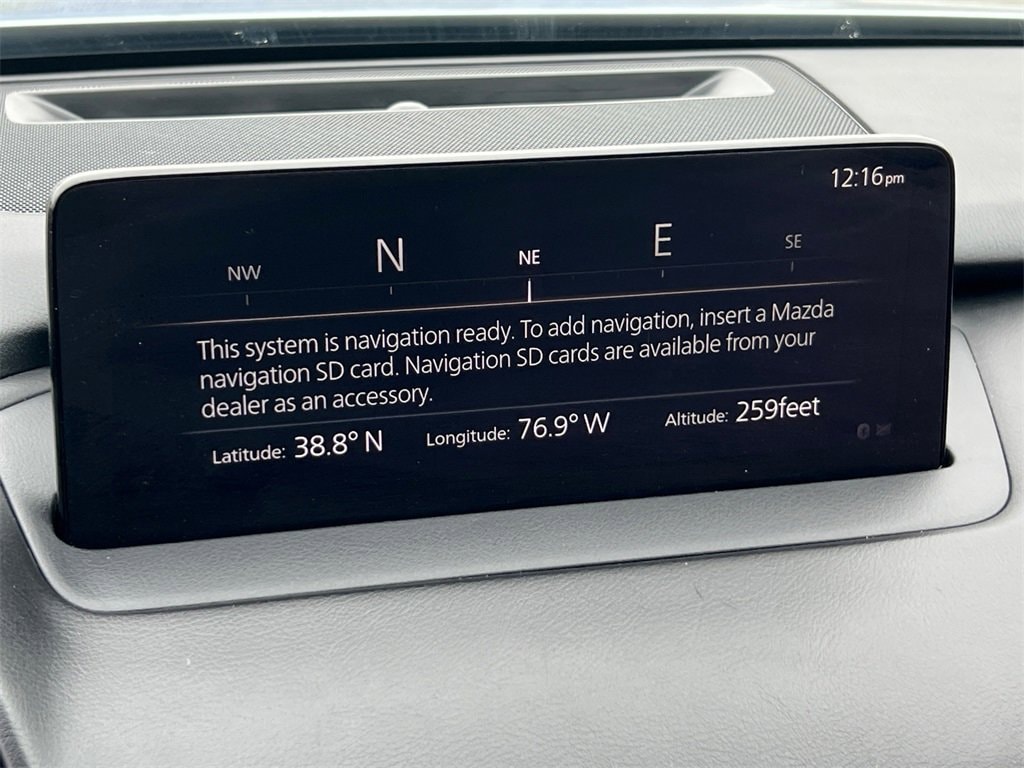 12:16pm
NW N NE E SE
This system is navigation ready. To add navigation, insert a Mazda
navigation SD card. Navigation SD cards are available from your
dealer as an accessory.
Latitude: 38.8° N Longitude: 76.9° W Altitude: 259feet